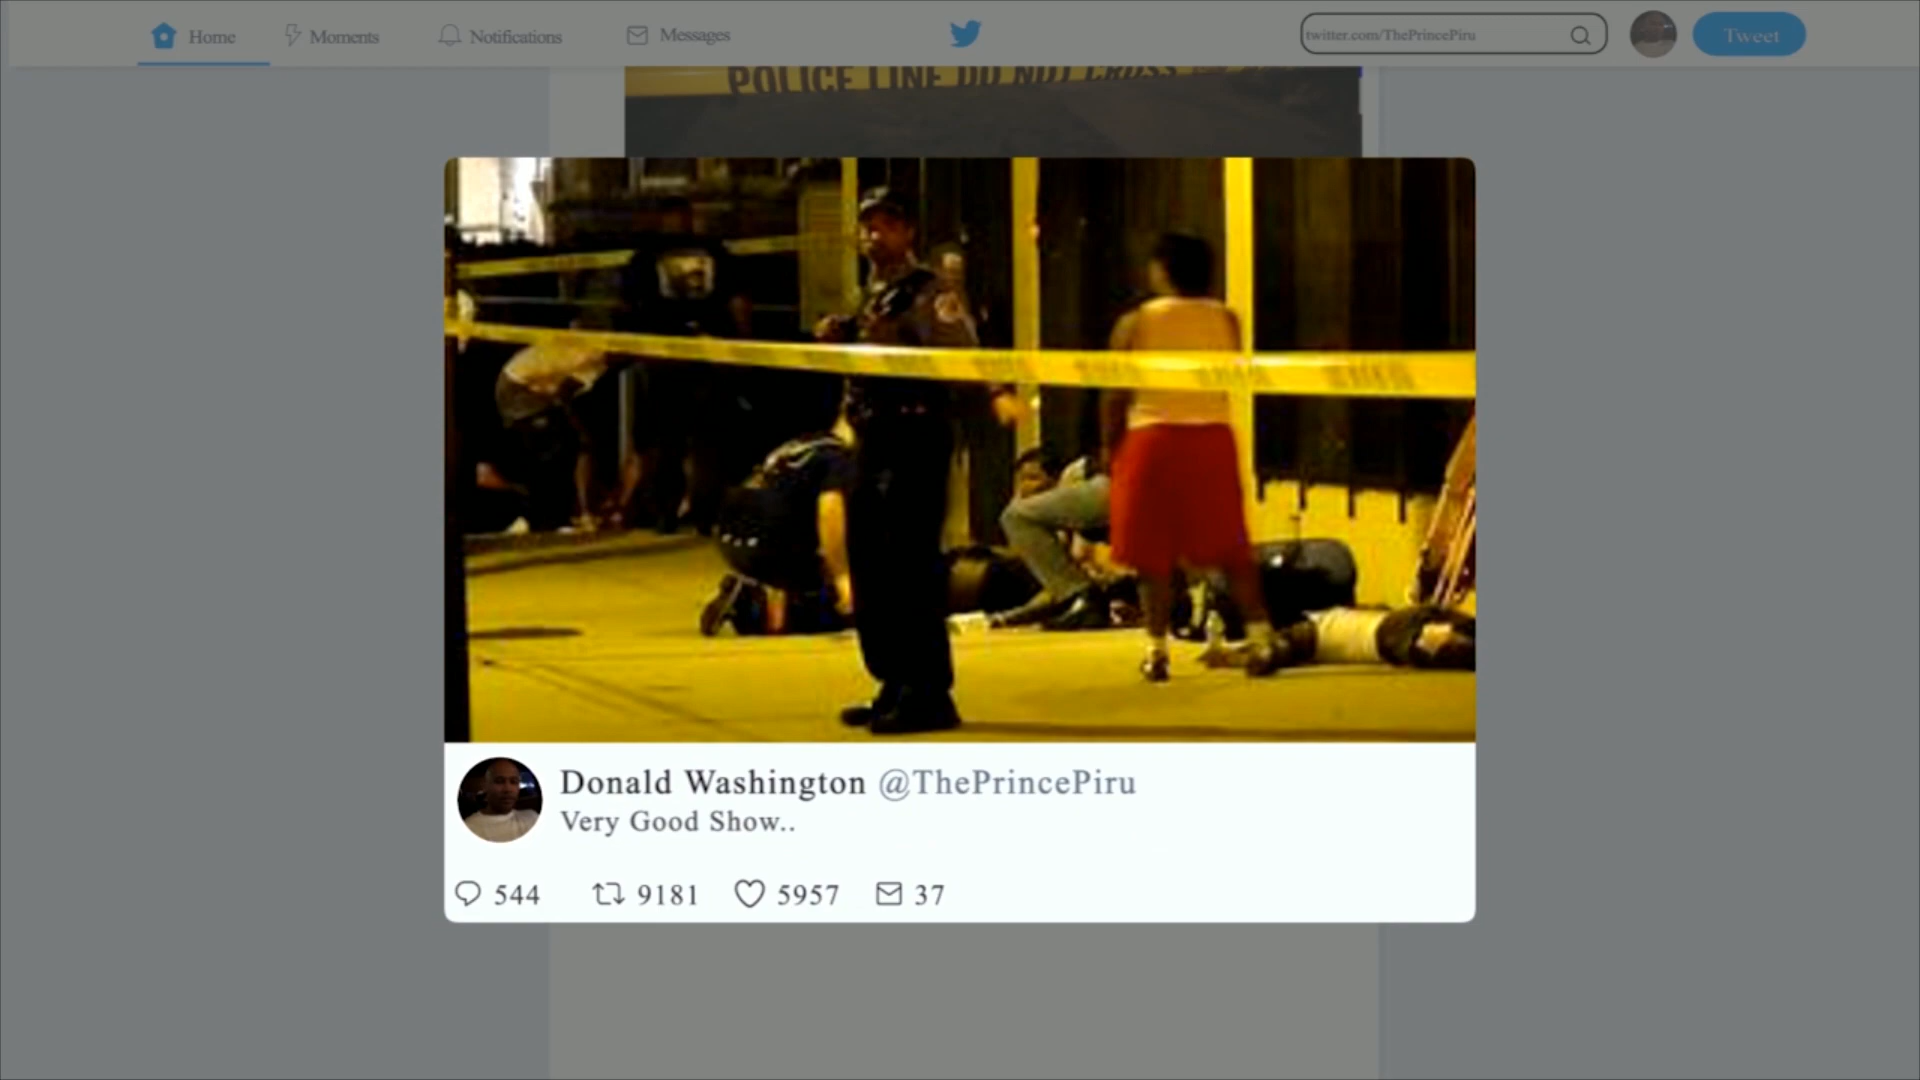 Home
Moments
Notifications
Messages
twitter.com/ThePrincePiru
Tweet
POLICE LINE DO NOT CROSS
Donald Washington @ThePrincePiru
Very Good Show..
544
9181
5957
37